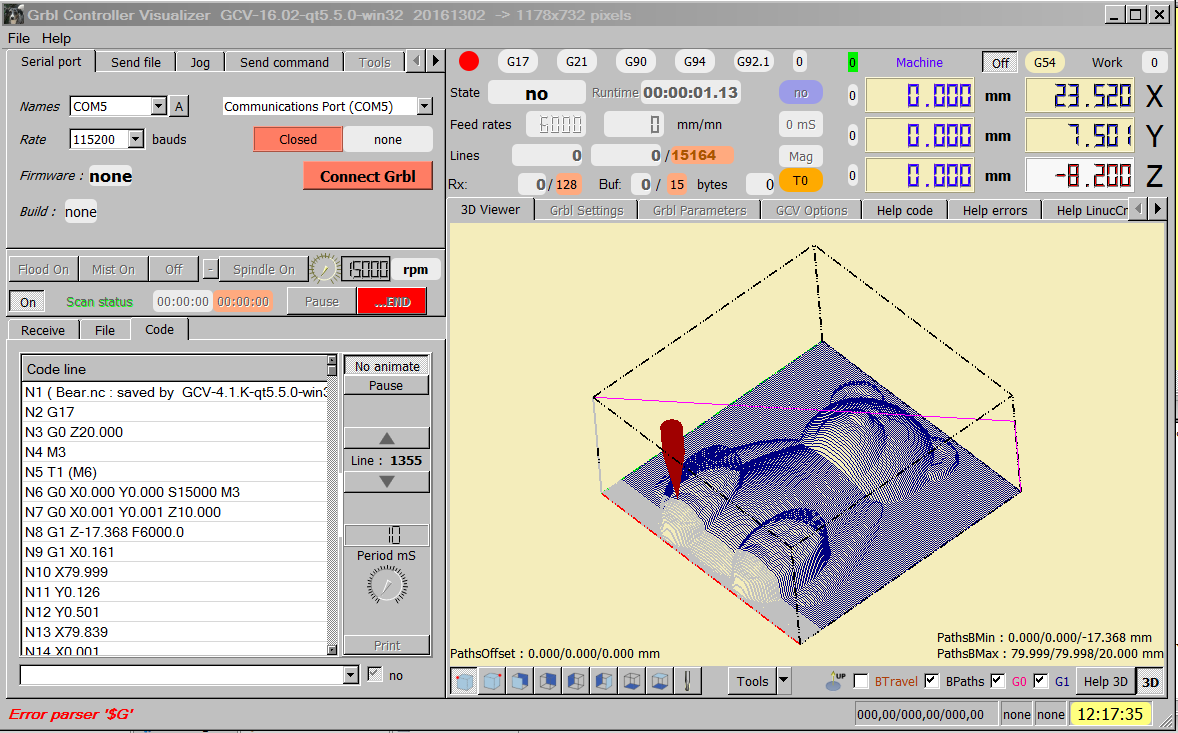 Grbl Controller Visualizer GCV-16.02-qt5.5.0-win32 20161302 -> 1178x732 pixels
File Help
Serial port Send file Jog Send command Tools
Names COM5 A Communications Port (COM5)
Rate 115200 bauds Closed none
Firmware : none Connect Grbl
Build : none
Flood On Mist On Off - Spindle On 15000 rpm
On Scan status 00:00:00 00:00:00 Pause ...END
Receive File Code
Code line
N1 ( Bear.nc : saved by GCV-4.1.K-qt5.5.0-win3
N2 G17
N3 G0 Z20.000
N4 M3
N5 T1 (M6)
N6 G0 X0.000 Y0.000 S15000 M3
N7 G0 X0.001 Y0.001 Z10.000
N8 G1 Z-17.368 F6000.0
N9 G1 X0.161
N10 X79.999
N11 Y0.126
N12 Y0.501
N13 X79.839
N14 X0.001
No animate
Pause
Line : 1355
10
Period mS
Print
no
G17 G21 G90 G94 G92.1 0 0 Machine Off G54 Work 0
State no Runtime 00:00:01.13 no 0 0.000 mm 23.520 X
Feed rates 6000 0 mm/mn 0 mS 0 0.000 mm 7.501 Y
Lines 0 0 / 15164 Mag 0 0.000 mm -8.200 Z
Rx: 0 / 128 Buf: 0 / 15 bytes 0 T0
3D Viewer Grbl Settings Grbl Parameters GCV Options Help code Help errors Help LinucCr
PathsOffset : 0.000/0.000/0.000 mm
PathsBMin : 0.000/0.000/-17.368 mm
PathsBMax : 79.999/79.998/20.000 mm
Tools UP BTravel BPaths G0 G1 Help 3D 3D
Error parser '$G' 000,00/000,00/000,00 none none 12:17:35